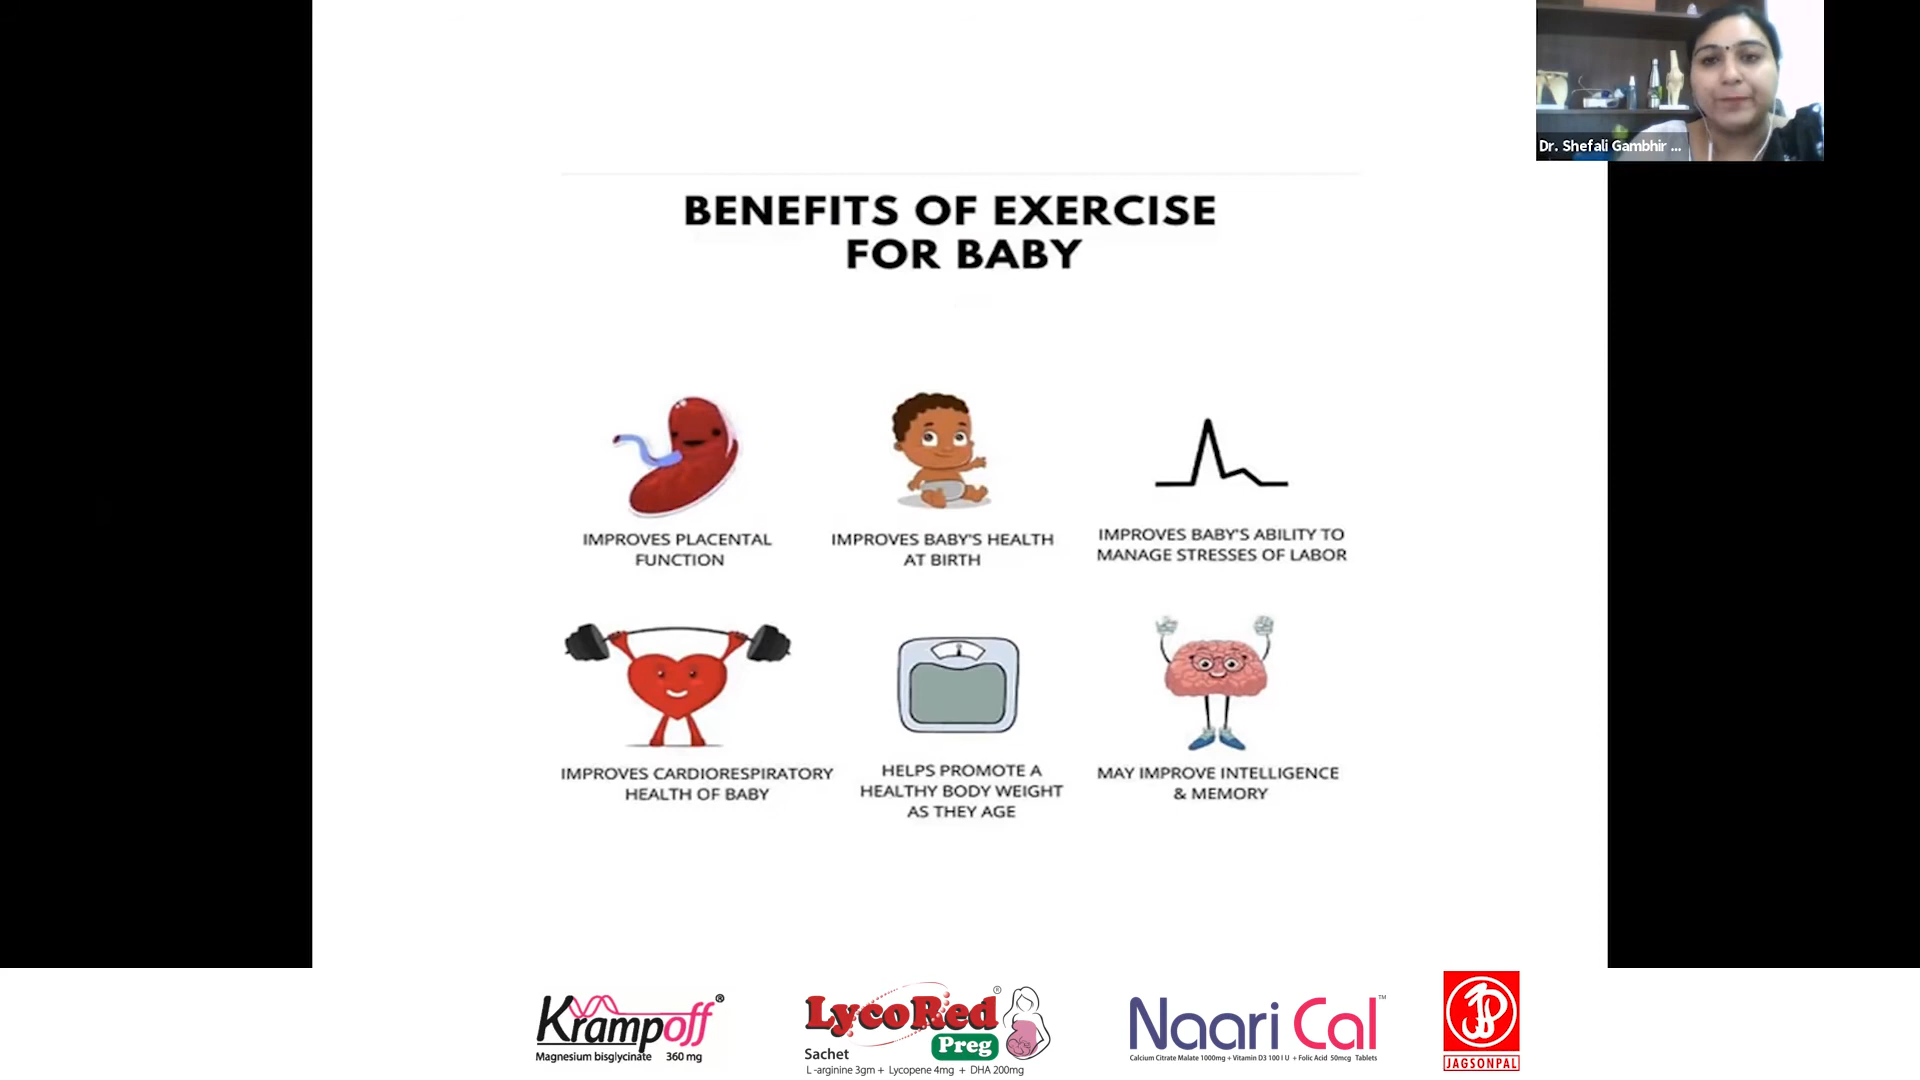 Dr. Shefali Gambhir ...
BENEFITS OF EXERCISE
FOR BABY
IMPROVES PLACENTAL
FUNCTION
IMPROVES BABY'S HEALTH
AT BIRTH
IMPROVES BABY'S ABILITY TO
MANAGE STRESSES OF LABOR
IMPROVES CARDIORESPIRATORY
HEALTH OF BABY
HELPS PROMOTE A
HEALTHY BODY WEIGHT
AS THEY AGE
MAY IMPROVE INTELLIGENCE
& MEMORY
Krampoff®
Magnesium bisglycinate 360 mg
LycoRed®
Preg
Sachet
L-arginine 3gm + Lycopene 4mg + DHA 200mg
Naari Cal™
Calcium Citrate Malate 1000mg + Vitamin D3 100 I U + Folic Acid 50mcg Tablets
JAGSONPAL